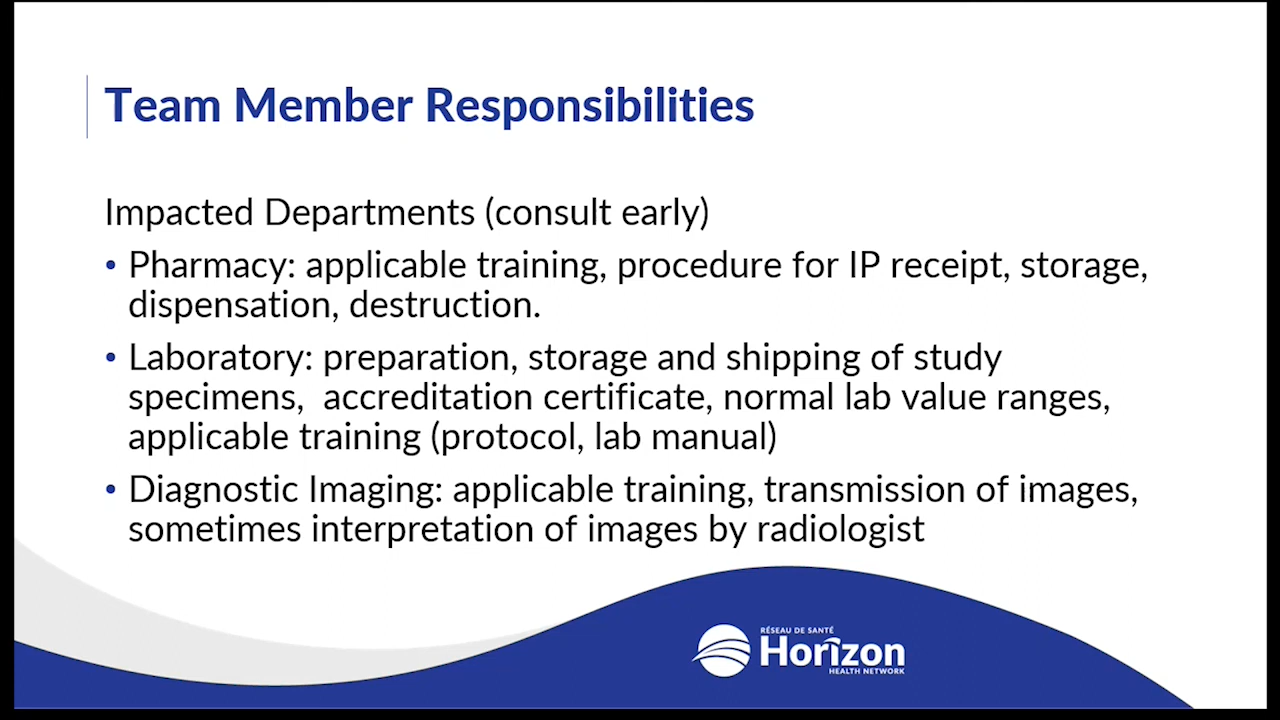 Team Member Responsibilities
Impacted Departments (consult early)
• Pharmacy: applicable training, procedure for IP receipt, storage,
dispensation, destruction.
• Laboratory: preparation, storage and shipping of study
specimens,  accreditation certificate, normal lab value ranges,
applicable training (protocol, lab manual)
• Diagnostic Imaging: applicable training, transmission of images,
sometimes interpretation of images by radiologist
RÉSEAU DE SANTÉ
Horizon
HEALTH NETWORK